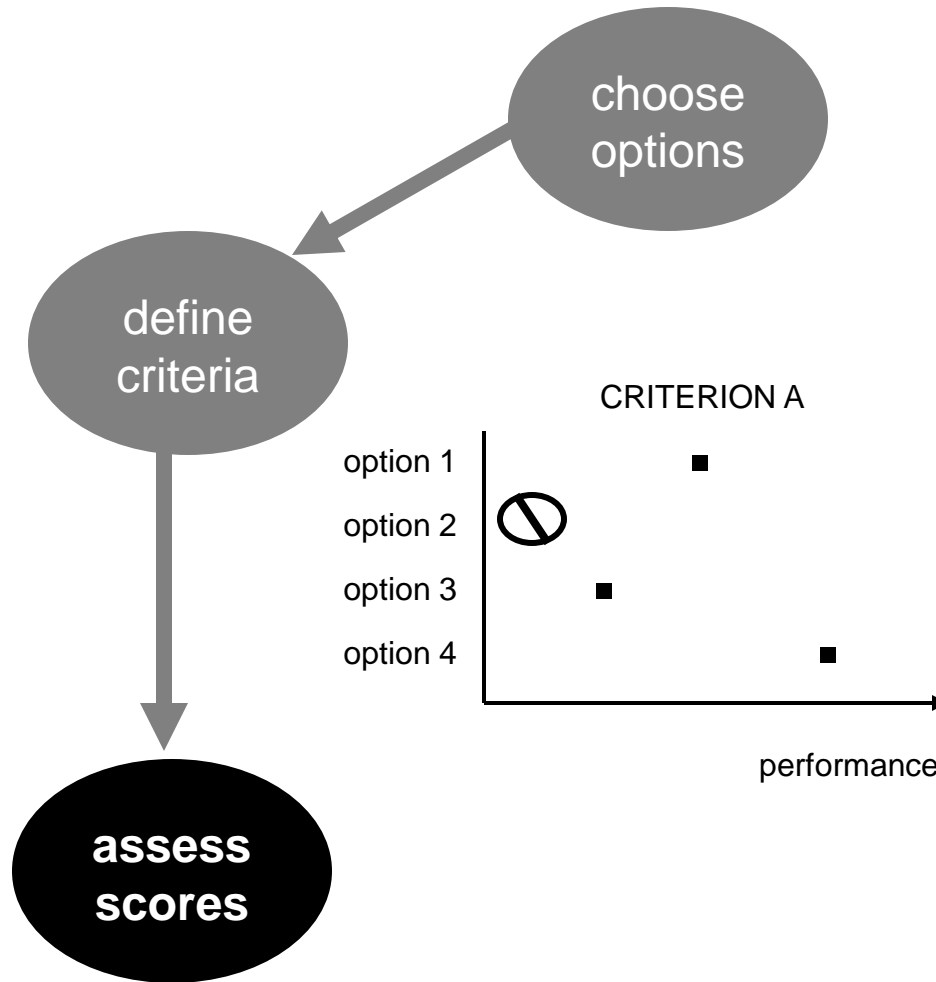 choose
options
define
criteria
CRITERION A
option 1
option 2
option 3
option 4
performance
assess
scores